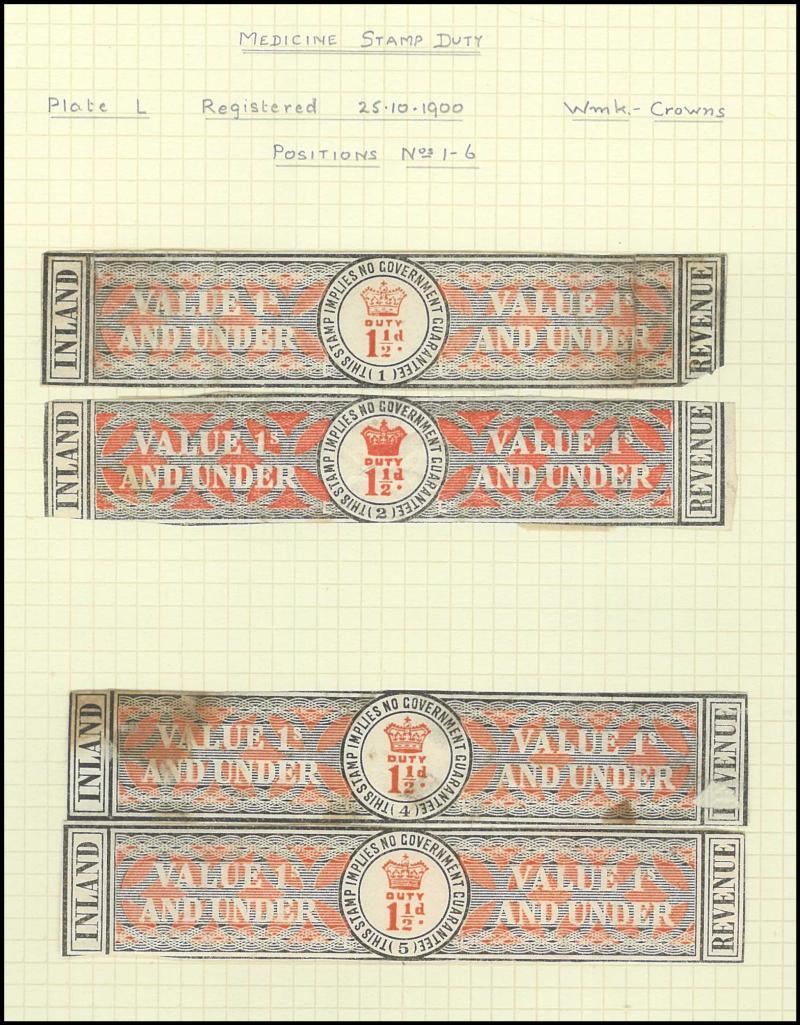 MEDICINE STAMP DUTY
Plate L Registered 25.10.1900 Wmk.- Crowns
POSITIONS Nos 1-6
INLAND
VALUE 1s
AND UNDER
THIS STAMP IMPLIES NO GOVERNMENT GUARANTEE
DUTY
1½d.
(1)
VALUE 1s
AND UNDER
REVENUE
INLAND
VALUE 1s
AND UNDER
THIS STAMP IMPLIES NO GOVERNMENT GUARANTEE
DUTY
1½d.
(2)
VALUE 1s
AND UNDER
REVENUE
INLAND
VALUE 1s
AND UNDER
THIS STAMP IMPLIES NO GOVERNMENT GUARANTEE
DUTY
1½d.
(4)
VALUE 1s
AND UNDER
REVENUE
INLAND
VALUE 1s
AND UNDER
THIS STAMP IMPLIES NO GOVERNMENT GUARANTEE
DUTY
1½d.
(5)
VALUE 1s
AND UNDER
REVENUE